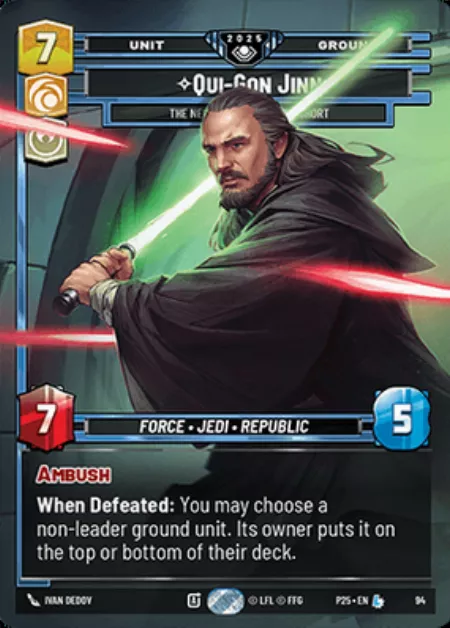 7
UNIT
2025
GROUN
QUI-GON JINN
THE NE
ORT
7
FORCE • JEDI • REPUBLIC
5
AMBUSH
When Defeated: You may choose a
non-leader ground unit. Its owner puts it on
the top or bottom of their deck.
IVAN DEDOV
© LFL © FFG
P25 • EN
94